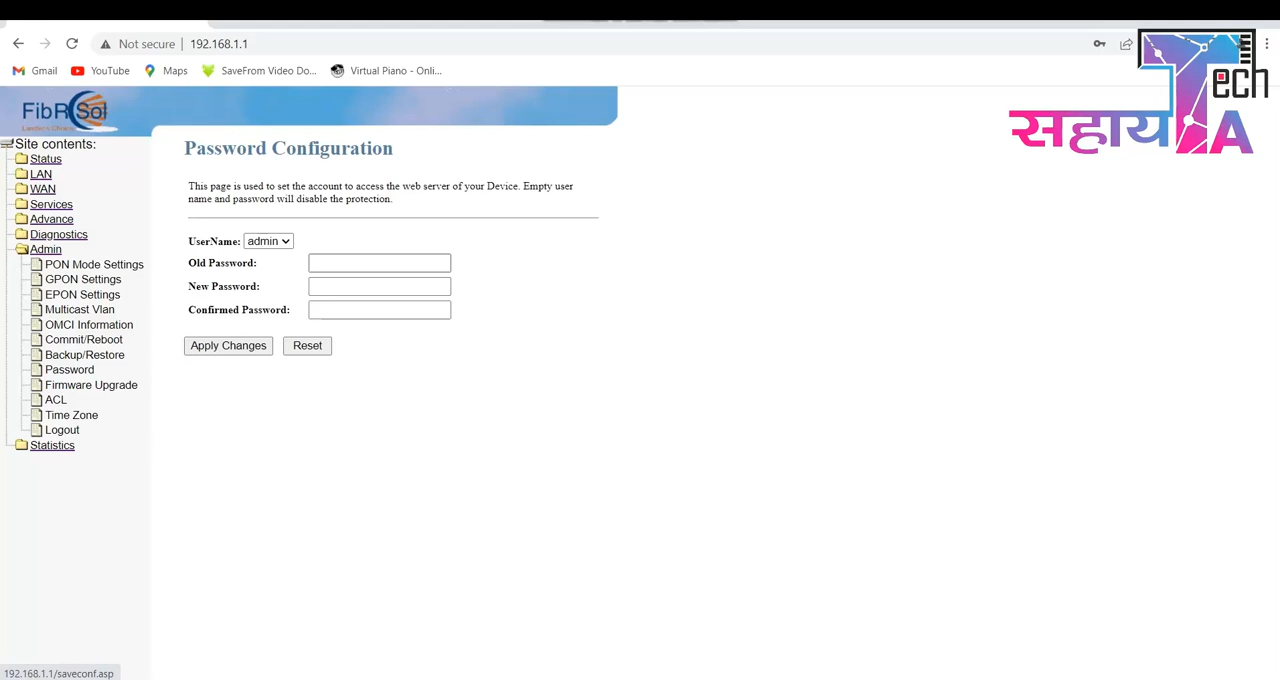 Not secure | 192.168.1.1
Gmail YouTube Maps SaveFrom Video Do... Virtual Piano - Onli...
Tech
सहायTA
FibRSol
Site contents:
Status
LAN
WAN
Services
Advance
Diagnostics
Admin
PON Mode Settings
GPON Settings
EPON Settings
Multicast Vlan
OMCI Information
Commit/Reboot
Backup/Restore
Password
Firmware Upgrade
ACL
Time Zone
Logout
Statistics
Password Configuration
This page is used to set the account to access the web server of your Device. Empty user
name and password will disable the protection.
UserName: admin
Old Password:
New Password:
Confirmed Password:
Apply Changes Reset
192.168.1.1/saveconf.asp